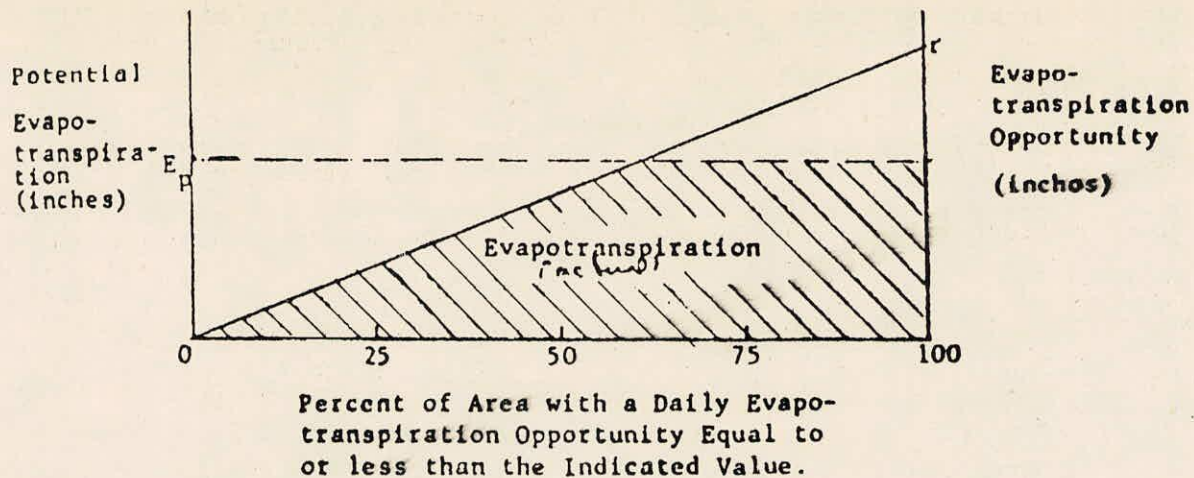 Potential
Evapo-
transpira-
tion
(inches)
E
p
r
Evapo-
transpiration
Opportunity
(inchos)
Evapotranspiration
0
25
50
75
100
Percent of Area with a Daily Evapo-
transpiration Opportunity Equal to
or less than the Indicated Value.